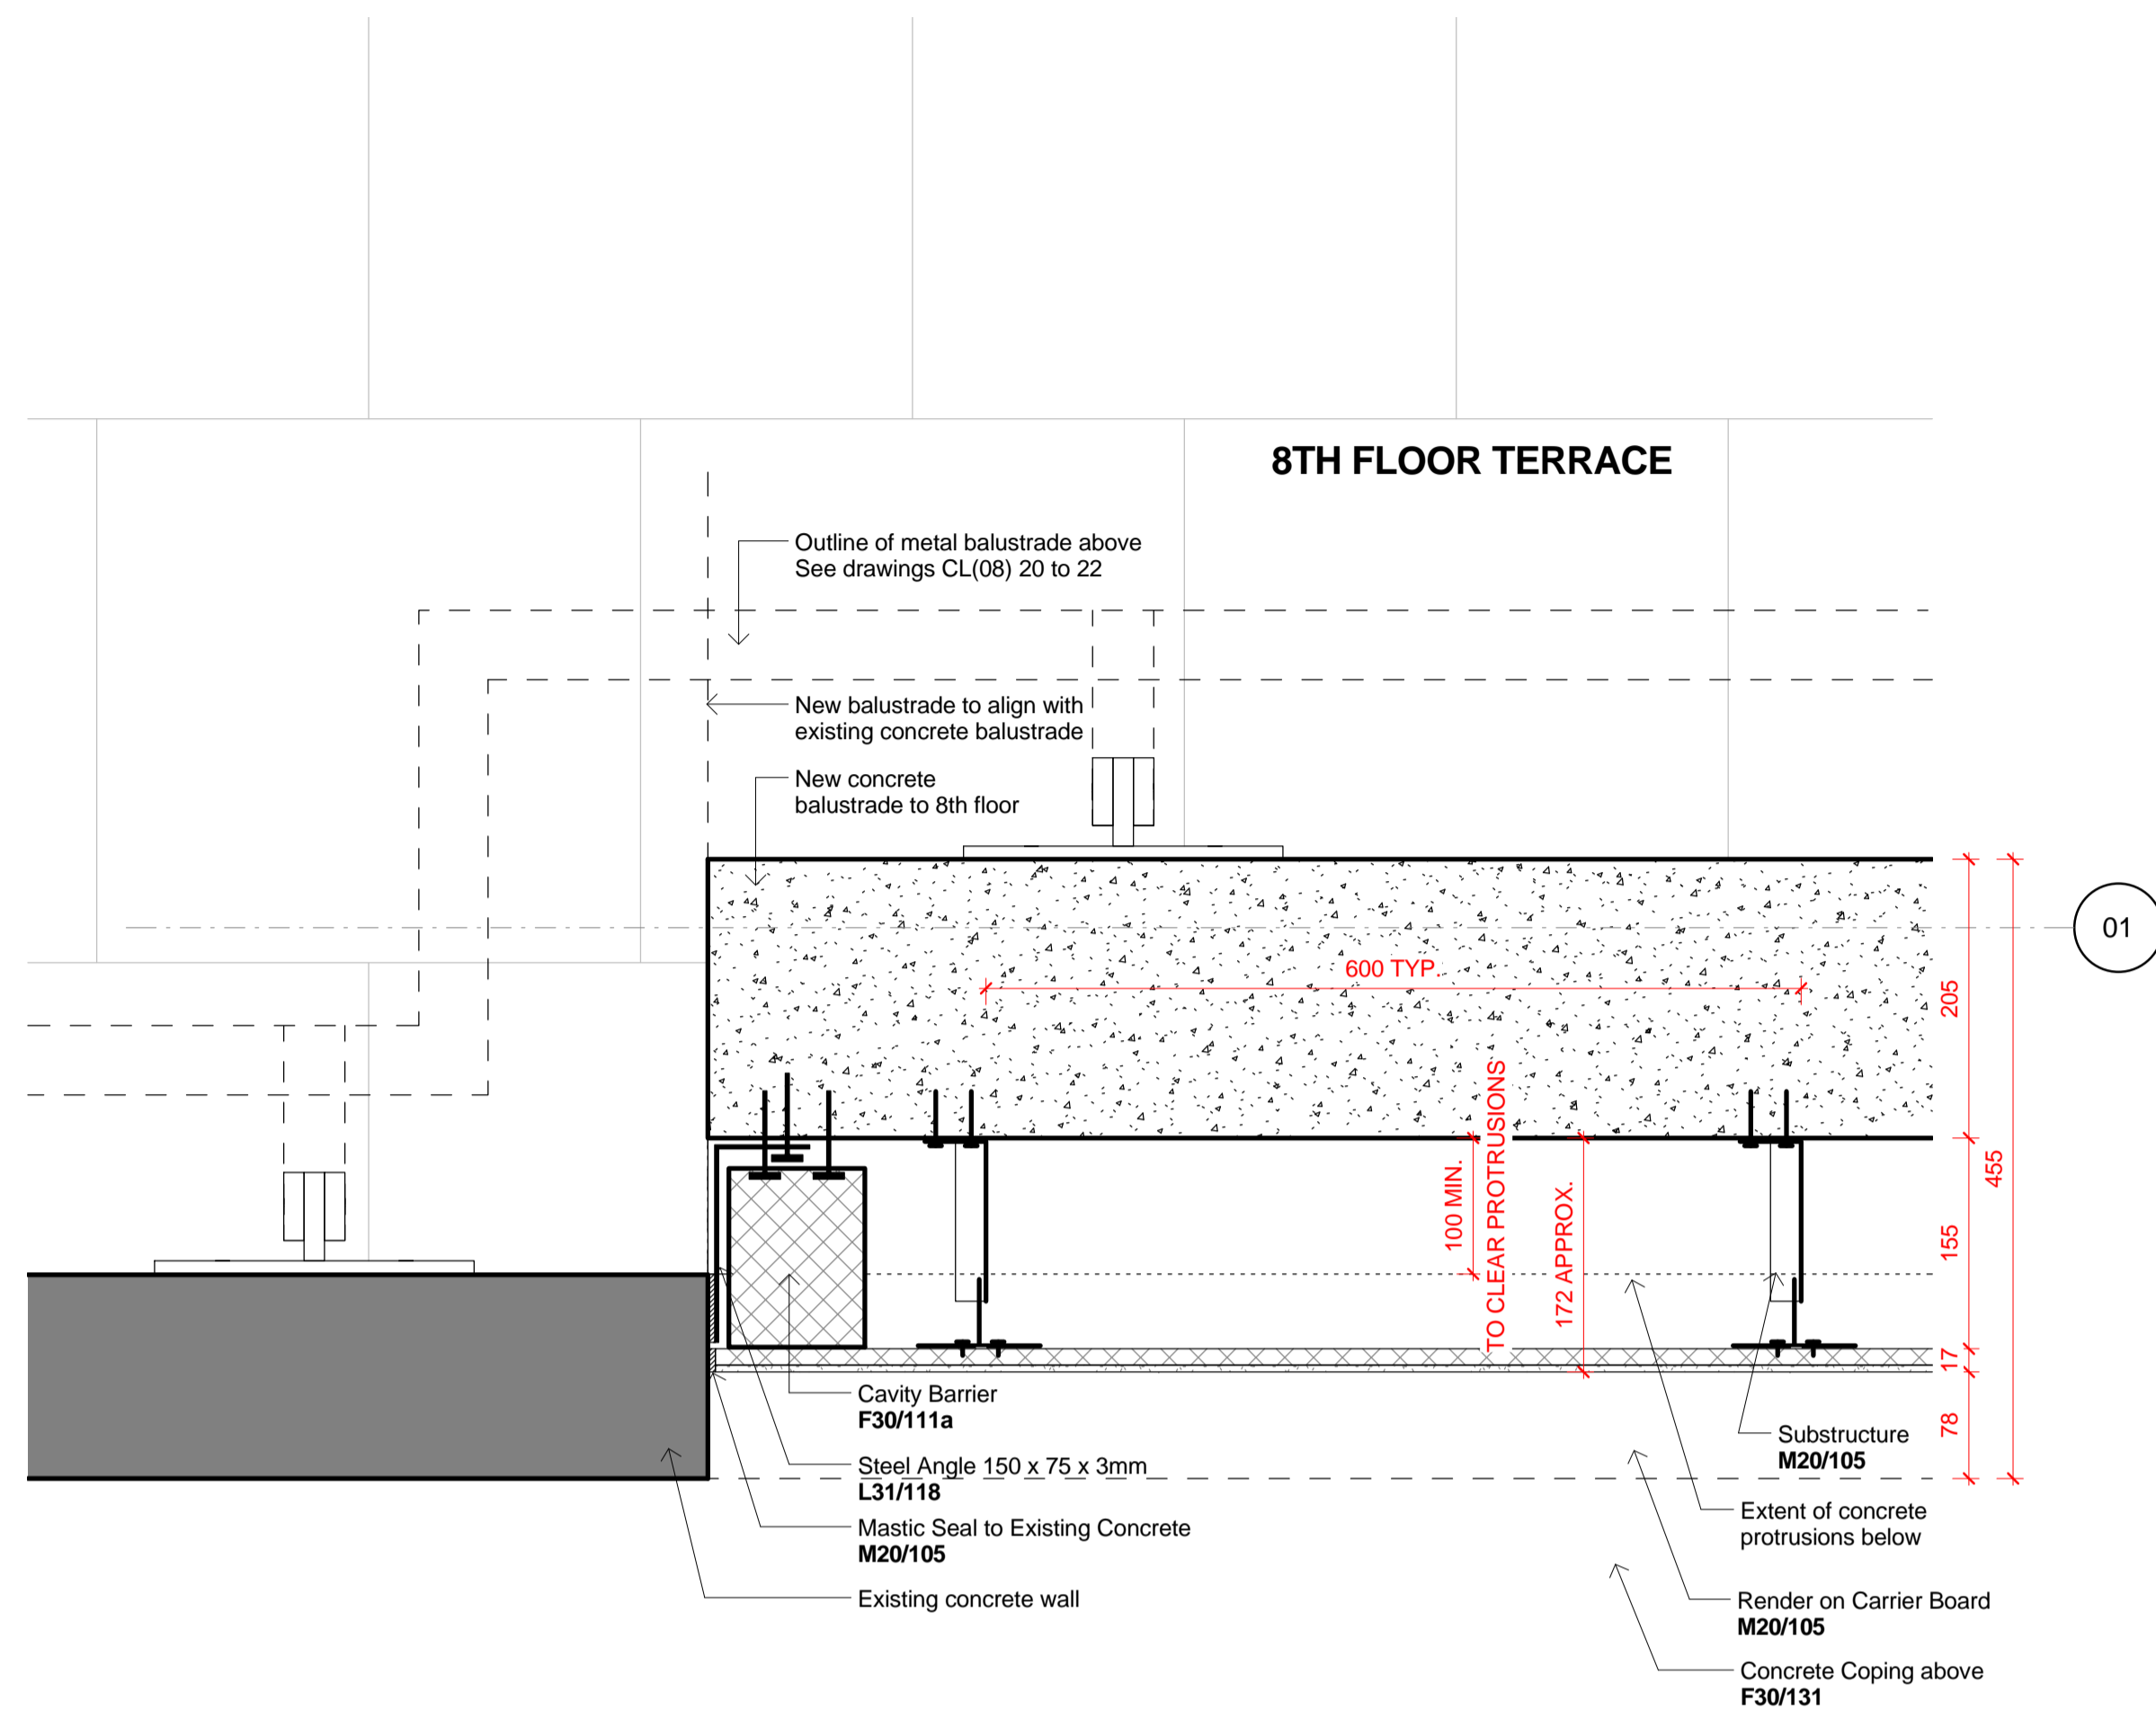 8TH FLOOR TERRACE
Outline of metal balustrade above
See drawings CL(08) 20 to 22
New balustrade to align with
existing concrete balustrade
New concrete
balustrade to 8th floor
01
600 TYP.
205
455
100 MIN.
TO CLEAR PROTRUSIONS
172 APPROX.
155
17
78
Cavity Barrier
F30/111a
Steel Angle 150 x 75 x 3mm
L31/118
Mastic Seal to Existing Concrete
M20/105
Existing concrete wall
Substructure
M20/105
Extent of concrete
protrusions below
Render on Carrier Board
M20/105
Concrete Coping above
F30/131